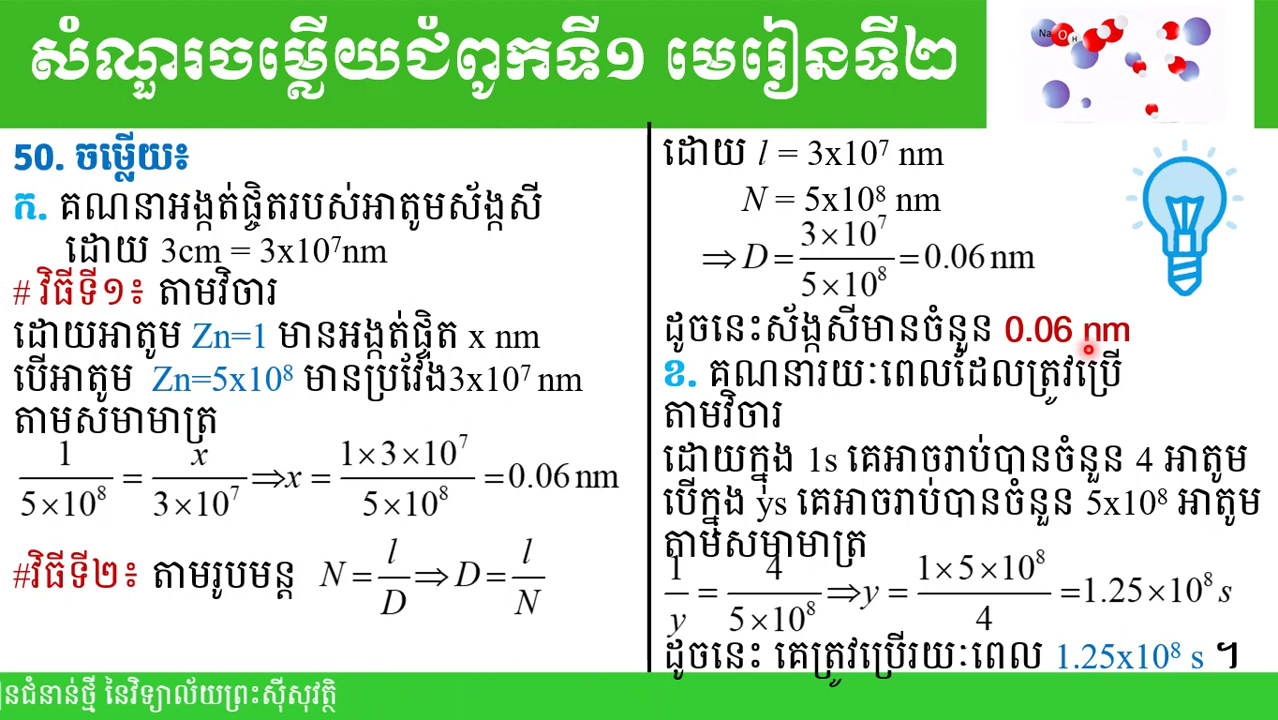 សំណួរចម្លើយជំពូកទី១ មេរៀនទី២
Na O H
50. ចម្លើយ៖
ក. គណនាអង្កត់ផ្ចិតរបស់អាតូមស័ង្កសី
ដោយ 3cm = 3x10⁷nm
# វិធីទី១៖ តាមវិចារ
ដោយអាតូម Zn=1 មានអង្កត់ផ្ចិត x nm
បើអាតូម Zn=5x10⁸ មានប្រវែង3x10⁷ nm
តាមសមាមាត្រ
1/(5×10⁸) = x/(3×10⁷) ⇒ x = (1×3×10⁷)/(5×10⁸) = 0.06 nm
#វិធីទី២៖ តាមរូបមន្ត N = l/D ⇒ D = l/N
ដោយ l = 3x10⁷ nm
N = 5x10⁸ nm
⇒ D = (3×10⁷)/(5×10⁸) = 0.06 nm
ដូចនេះស័ង្កសីមានចំនួន 0.06 nm
ខ. គណនារយៈពេលដែលត្រូវប្រើ
តាមវិចារ
ដោយក្នុង 1s គេអាចរាប់បានចំនួន 4 អាតូម
បើក្នុង ys គេអាចរាប់បានចំនួន 5x10⁸ អាតូម
តាមសមាមាត្រ
1/y = 4/(5×10⁸) ⇒ y = (1×5×10⁸)/4 = 1.25×10⁸ s
ដូចនេះ គេត្រូវប្រើរយៈពេល 1.25x10⁸ s ។
ៀនជំនាន់ថ្មី នៃវិទ្យាល័យព្រះស៊ីសុវត្ថិ